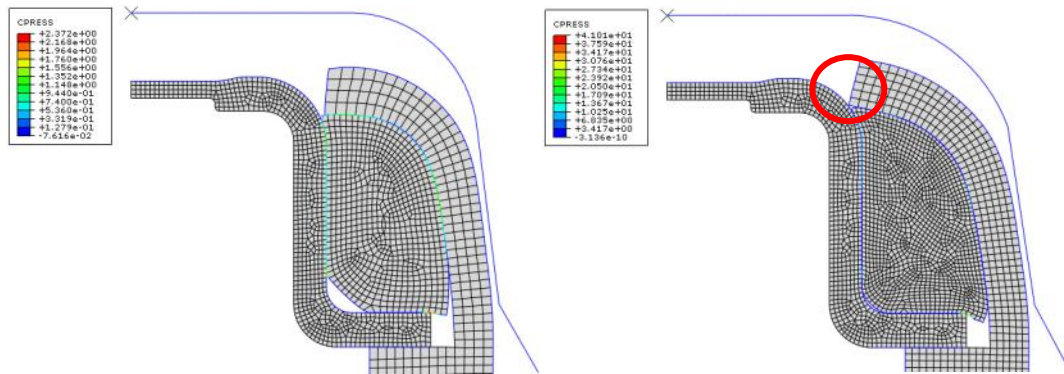 CPRESS
+2.372e+00
+2.168e+00
+1.964e+00
+1.760e+00
+1.556e+00
+1.352e+00
+1.148e+00
+9.440e-01
+7.400e-01
+5.360e-01
+3.319e-01
+1.279e-01
-7.616e-02
CPRESS
+4.101e+01
+3.759e+01
+3.417e+01
+3.076e+01
+2.734e+01
+2.392e+01
+2.050e+01
+1.709e+01
+1.367e+01
+1.025e+01
+6.835e+00
+3.417e+00
-3.136e-10